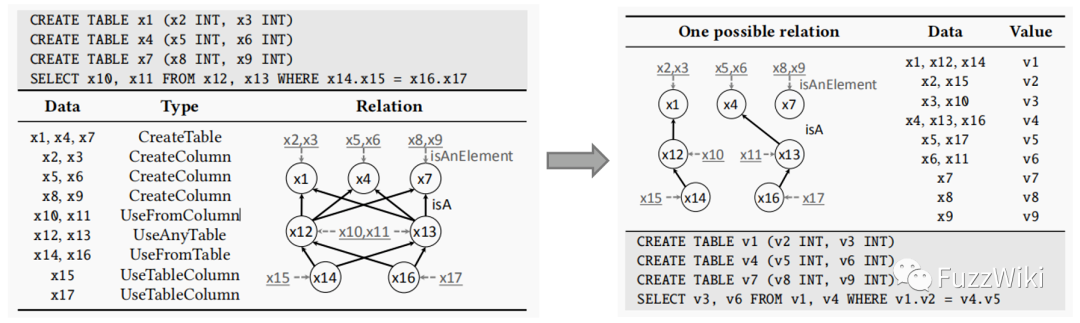 CREATE TABLE x1 (x2 INT, x3 INT)
CREATE TABLE x4 (x5 INT, x6 INT)
CREATE TABLE x7 (x8 INT, x9 INT)
SELECT x10, x11 FROM x12, x13 WHERE x14.x15 = x16.x17
Data Type Relation
x1, x4, x7 CreateTable
x2, x3 CreateColumn
x5, x6 CreateColumn
x8, x9 CreateColumn
x10, x11 UseFromColumn
x12, x13 UseAnyTable
x14, x16 UseFromTable
x15 UseTableColumn
x17 UseTableColumn
x2,x3 x5,x6 x8,x9
isAnElement
x1 x4 x7
isA
x12 x10,x11 x13
x15 x14 x16 x17
One possible relation Data Value
x2,x3 x5,x6 x8,x9
isAnElement
x1 x4 x7
isA
x12 x10 x11 x13
x15 x14 x16 x17
x1, x12, x14 v1
x2, x15 v2
x3, x10 v3
x4, x13, x16 v4
x5, x17 v5
x6, x11 v6
x7 v7
x8 v8
x9 v9
CREATE TABLE v1 (v2 INT, v3 INT)
CREATE TABLE v4 (v5 INT, v6 INT)
CREATE TABLE v7 (v8 INT, v9 INT)
SELECT v3, v6 FROM v1, v4 WHERE v1.v2 = v4.v5
FuzzWiki